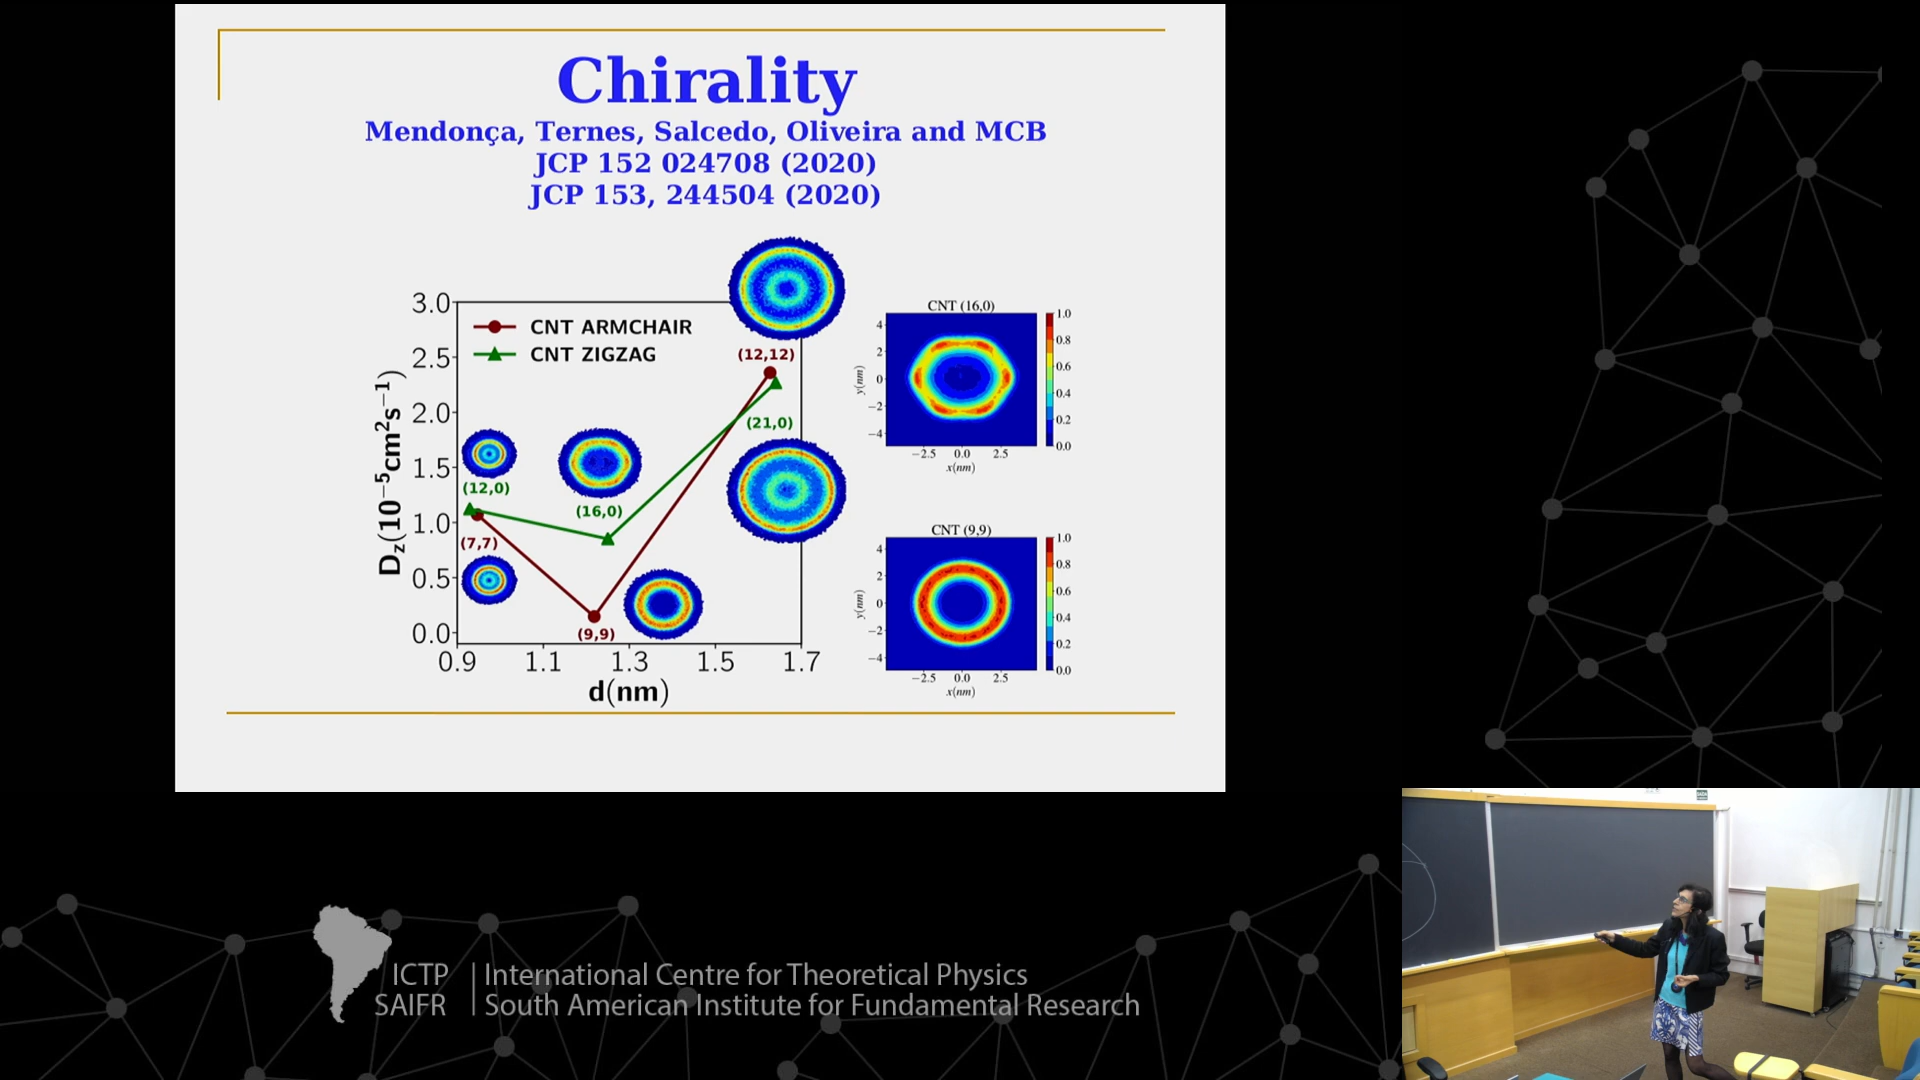 Chirality
Mendonça, Ternes, Salcedo, Oliveira and MCB
JCP 152 024708 (2020)
JCP 153, 244504 (2020)
3.0
2.5
2.0
1.5
1.0
0.5
0.0
Dz(10−5cm2s−1)
CNT ARMCHAIR
CNT ZIGZAG
(12,12)
(21,0)
(12,0)
(16,0)
(7,7)
(9,9)
0.9 1.1 1.3 1.5 1.7
d(nm)
CNT (16,0)
4
2
0
−2
−4
y(nm)
−2.5 0.0 2.5
x(nm)
1.0
0.8
0.6
0.4
0.2
0.0
CNT (9,9)
4
2
0
−2
−4
y(nm)
−2.5 0.0 2.5
x(nm)
1.0
0.8
0.6
0.4
0.2
0.0
ICTP | International Centre for Theoretical Physics
SAIFR | South American Institute for Fundamental Research